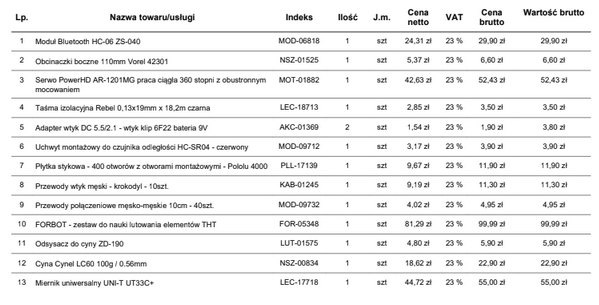 Lp. Nazwa towaru/usługi Indeks Ilość J.m. Cena netto VAT Cena brutto Wartość brutto
1 Moduł Bluetooth HC-06 ZS-040 MOD-06818 1 szt 24,31 zł 23 % 29,90 zł 29,90 zł
2 Obcinaczki boczne 110mm Vorel 42301 NSZ-01525 1 szt 5,37 zł 23 % 6,60 zł 6,60 zł
3 Serwo PowerHD AR-1201MG praca ciągła 360 stopni z obustronnym MOT-01882 1 szt 42,63 zł 23 % 52,43 zł 52,43 zł
mocowaniem
4 Taśma izolacyjna Rebel 0,13x19mm x 18,2m czarna LEC-18713 1 szt 2,85 zł 23 % 3,50 zł 3,50 zł
5 Adapter wtyk DC 5.5/2.1 - wtyk klip 6F22 bateria 9V AKC-01369 2 szt 1,54 zł 23 % 1,90 zł 3,80 zł
6 Uchwyt montażowy do czujnika odległości HC-SR04 - czerwony MOD-09712 1 szt 3,17 zł 23 % 3,90 zł 3,90 zł
7 Płytka stykowa - 400 otworów z otworami montażowymi - Pololu 4000 PLL-17139 1 szt 9,67 zł 23 % 11,90 zł 11,90 zł
8 Przewody wtyk męski - krokodyl - 10szt. KAB-01245 1 szt 9,19 zł 23 % 11,30 zł 11,30 zł
9 Przewody połączeniowe męsko-męskie 10cm - 40szt. MOD-09732 1 szt 4,02 zł 23 % 4,95 zł 4,95 zł
10 FORBOT - zestaw do nauki lutowania elementów THT FOR-05348 1 szt 81,29 zł 23 % 99,99 zł 99,99 zł
11 Odsysacz do cyny ZD-190 LUT-01575 1 szt 4,80 zł 23 % 5,90 zł 5,90 zł
12 Cyna Cynel LC60 100g / 0.56mm NSZ-00834 1 szt 18,62 zł 23 % 22,90 zł 22,90 zł
13 Miernik uniwersalny UNI-T UT33C+ LEC-17718 1 szt 44,72 zł 23 % 55,00 zł 55,00 zł